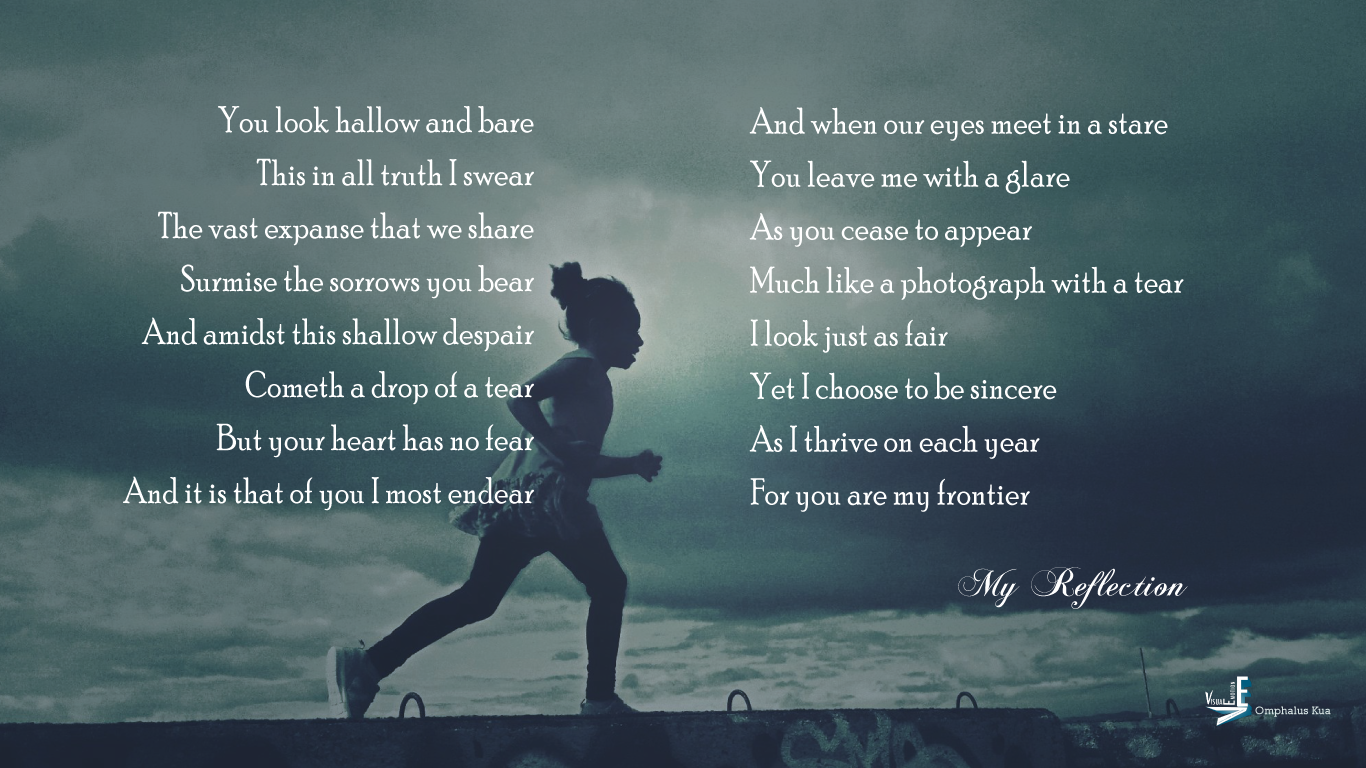 You look hallow and bare
This in all truth I swear
The vast expanse that we share
Surmise the sorrows you bear
And amidst this shallow despair
Cometh a drop of a tear
But your heart has no fear
And it is that of you I most endear
And when our eyes meet in a stare
You leave me with a glare
As you cease to appear
Much like a photograph with a tear
I look just as fair
Yet I choose to be sincere
As I thrive on each year
For you are my frontier
My Reflection
Omphalus Kua